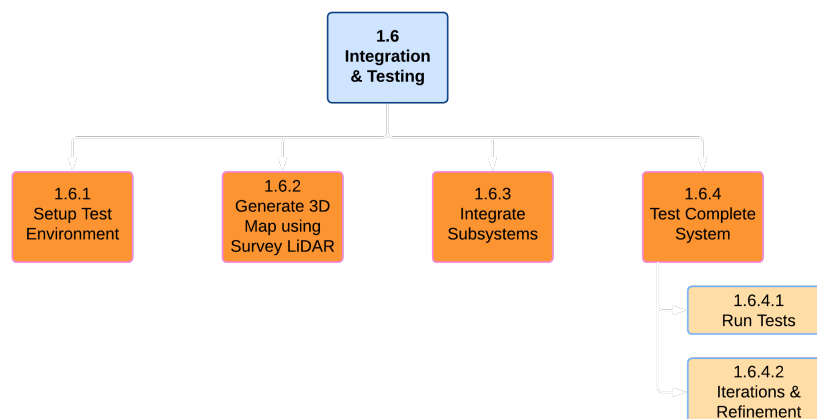 1.6
Integration
& Testing
1.6.1
Setup Test
Environment
1.6.2
Generate 3D
Map using
Survey LiDAR
1.6.3
Integrate
Subsystems
1.6.4
Test Complete
System
1.6.4.1
Run Tests
1.6.4.2
Iterations &
Refinement